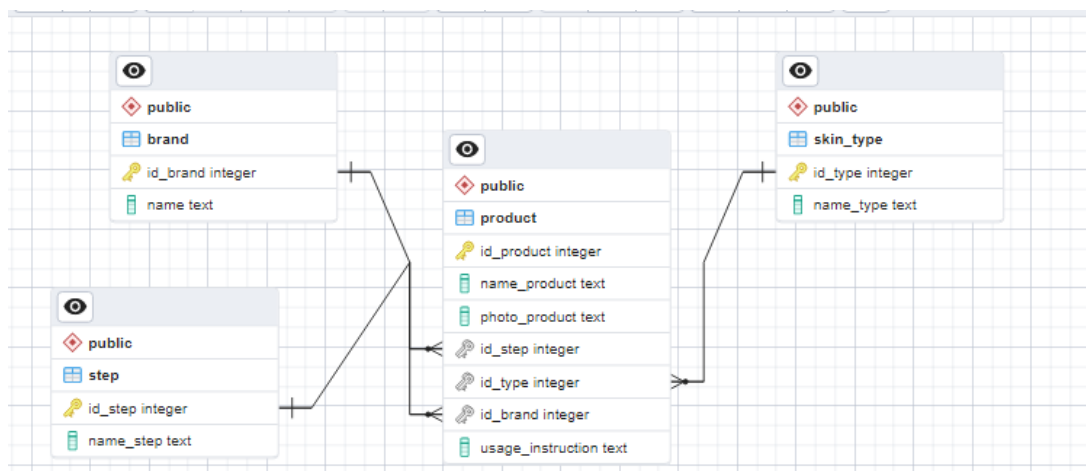 public
brand
id_brand integer
name text
public
step
id_step integer
name_step text
public
product
id_product integer
name_product text
photo_product text
id_step integer
id_type integer
id_brand integer
usage_instruction text
public
skin_type
id_type integer
name_type text